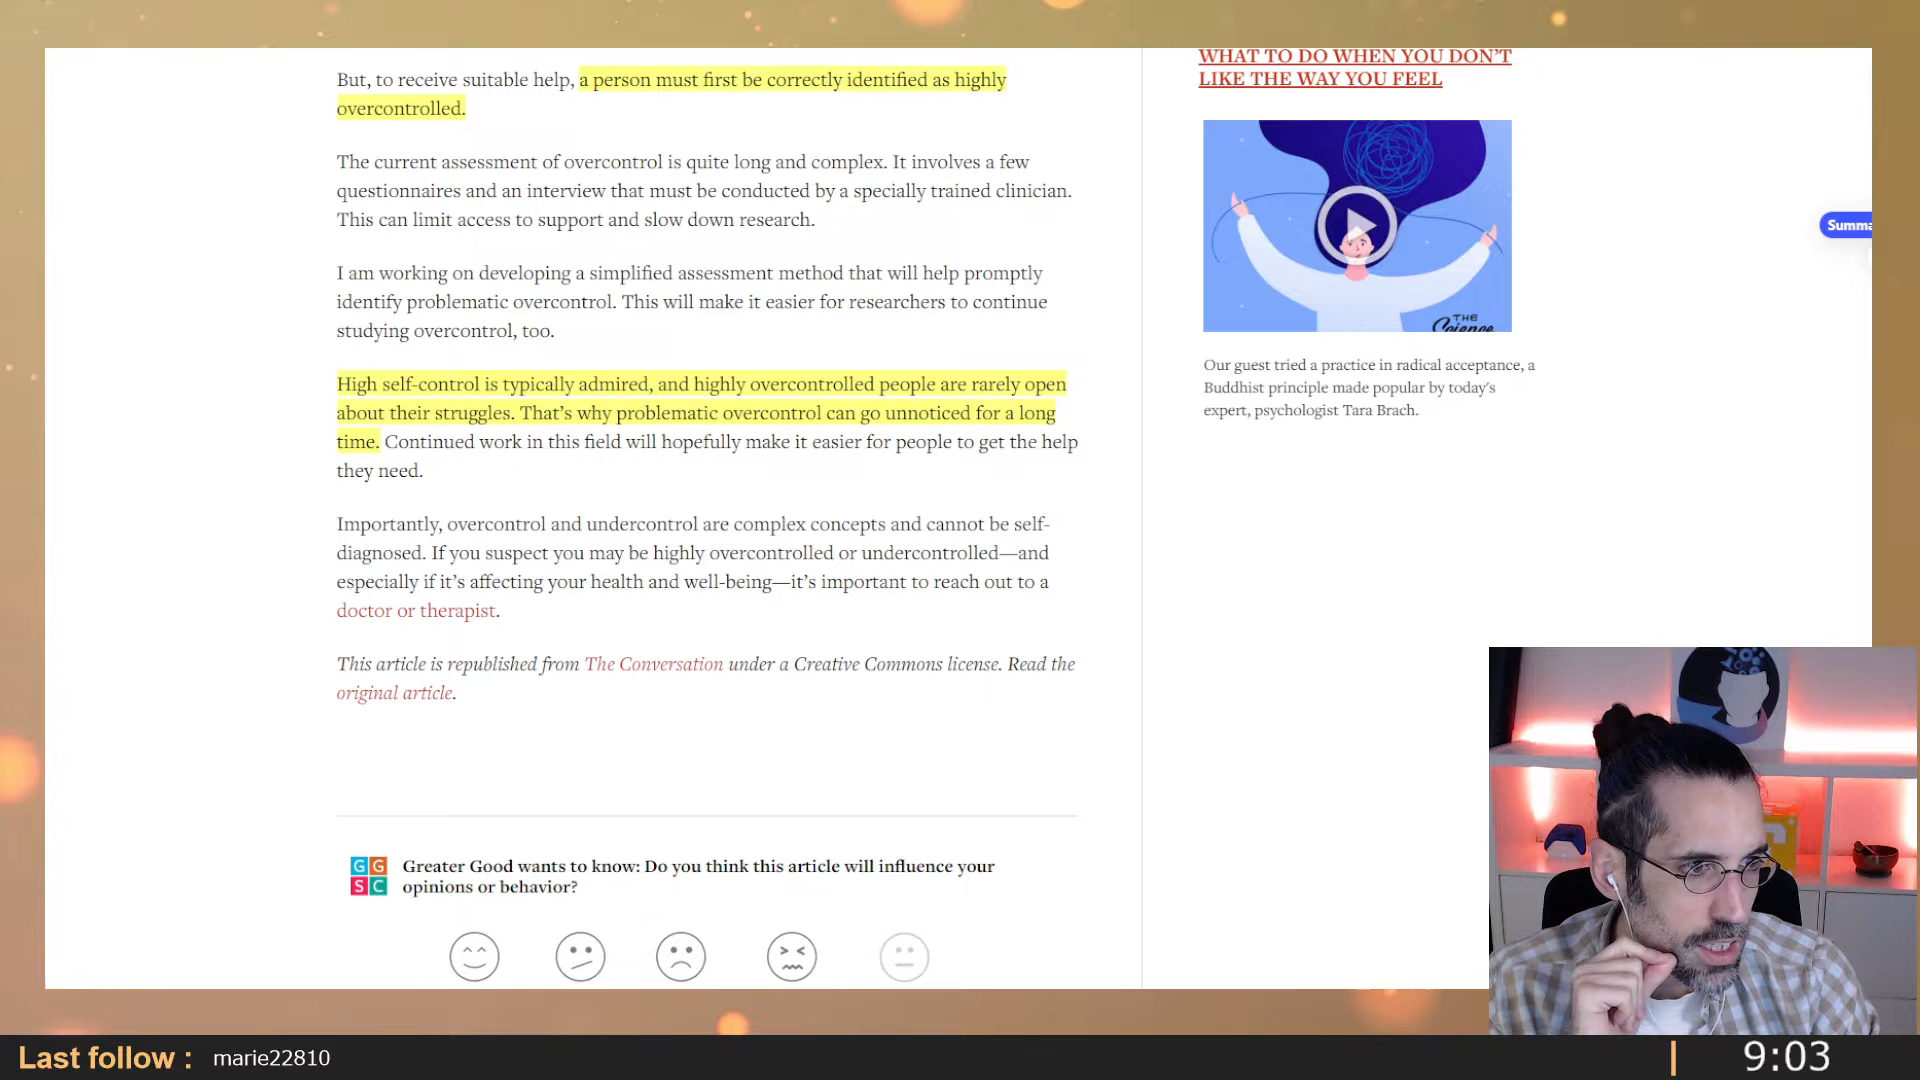 But, to receive suitable help, a person must first be correctly identified as highly
overcontrolled.
The current assessment of overcontrol is quite long and complex. It involves a few
questionnaires and an interview that must be conducted by a specially trained clinician.
This can limit access to support and slow down research.
I am working on developing a simplified assessment method that will help promptly
identify problematic overcontrol. This will make it easier for researchers to continue
studying overcontrol, too.
High self-control is typically admired, and highly overcontrolled people are rarely open
about their struggles. That’s why problematic overcontrol can go unnoticed for a long
time. Continued work in this field will hopefully make it easier for people to get the help
they need.
Importantly, overcontrol and undercontrol are complex concepts and cannot be self-
diagnosed. If you suspect you may be highly overcontrolled or undercontrolled—and
especially if it’s affecting your health and well-being—it’s important to reach out to a
doctor or therapist.
This article is republished from The Conversation under a Creative Commons license. Read the
original article.
GGSC
Greater Good wants to know: Do you think this article will influence your
opinions or behavior?
WHAT TO DO WHEN YOU DON’T
LIKE THE WAY YOU FEEL
THE
Science
Our guest tried a practice in radical acceptance, a
Buddhist principle made popular by today's
expert, psychologist Tara Brach.
Summa
Last follow : marie22810
| 9:03